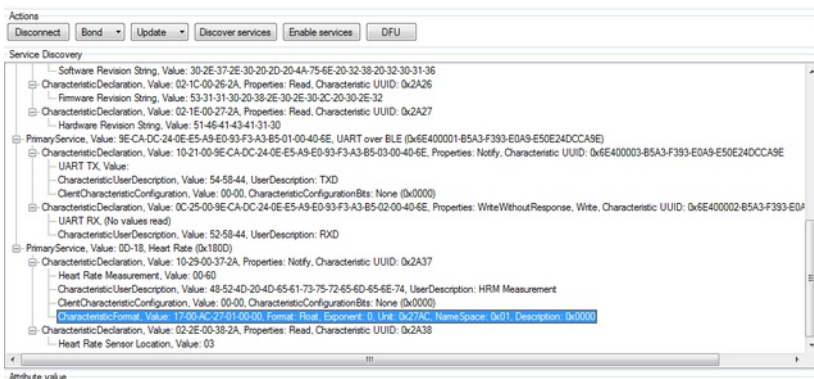 Actions
Disconnect Bond Update Discover services Enable services DFU
Service Discovery
Software Revision String, Value: 30-2E-37-2E-30-20-2D-20-4A-75-6E-20-32-38-20-32-30-31-36
CharacteristicDeclaration, Value: 02-1C-00-26-2A, Properties: Read, Characteristic UUID: 0x2A26
Firmware Revision String, Value: 53-31-31-30-20-38-2E-30-2E-30-2C-20-30-2E-32
CharacteristicDeclaration, Value: 02-1E-00-27-2A, Properties: Read, Characteristic UUID: 0x2A27
Hardware Revision String, Value: 51-46-41-43-41-31-30
PrimaryService, Value: 9E-CA-DC-24-0E-E5-A9-E0-93-F3-A3-B5-01-00-40-6E, UART over BLE (0x6E400001-B5A3-F393-E0A9-E50E24DCCA9E)
CharacteristicDeclaration, Value: 10-21-00-9E-CA-DC-24-0E-E5-A9-E0-93-F3-A3-B5-03-00-40-6E, Properties: Notify, Characteristic UUID: 0x6E400003-B5A3-F393-E0A9-E50E24DCCA9E
UART TX, Value:
CharacteristicUserDescription, Value: 54-58-44, UserDescription: TXD
ClientCharacteristicConfiguration, Value: 00-00, CharacteristicConfigurationBits: None (0x0000)
CharacteristicDeclaration, Value: 0C-25-00-9E-CA-DC-24-0E-E5-A9-E0-93-F3-A3-B5-02-00-40-6E, Properties: WriteWithoutResponse, Write, Characteristic UUID: 0x6E400002-B5A3-F393-E0A
UART RX, (No values read)
CharacteristicUserDescription, Value: 52-58-44, UserDescription: RXD
PrimaryService, Value: 0D-18, Heart Rate (0x180D)
CharacteristicDeclaration, Value: 10-29-00-37-2A, Properties: Notify, Characteristic UUID: 0x2A37
Heart Rate Measurement, Value: 00-60
CharacteristicUserDescription, Value: 48-52-4D-20-4D-65-61-73-75-72-65-6D-65-6E-74, UserDescription: HRM Measurement
ClientCharacteristicConfiguration, Value: 00-00, CharacteristicConfigurationBits: None (0x0000)
CharacteristicFormat, Value: 17-00-AC-27-01-00-00, Format: Float, Exponent: 0, Unit: 0x27AC, NameSpace: 0x01, Description: 0x0000
CharacteristicDeclaration, Value: 02-2E-00-38-2A, Properties: Read, Characteristic UUID: 0x2A38
Heart Rate Sensor Location, Value: 03
Attribute value